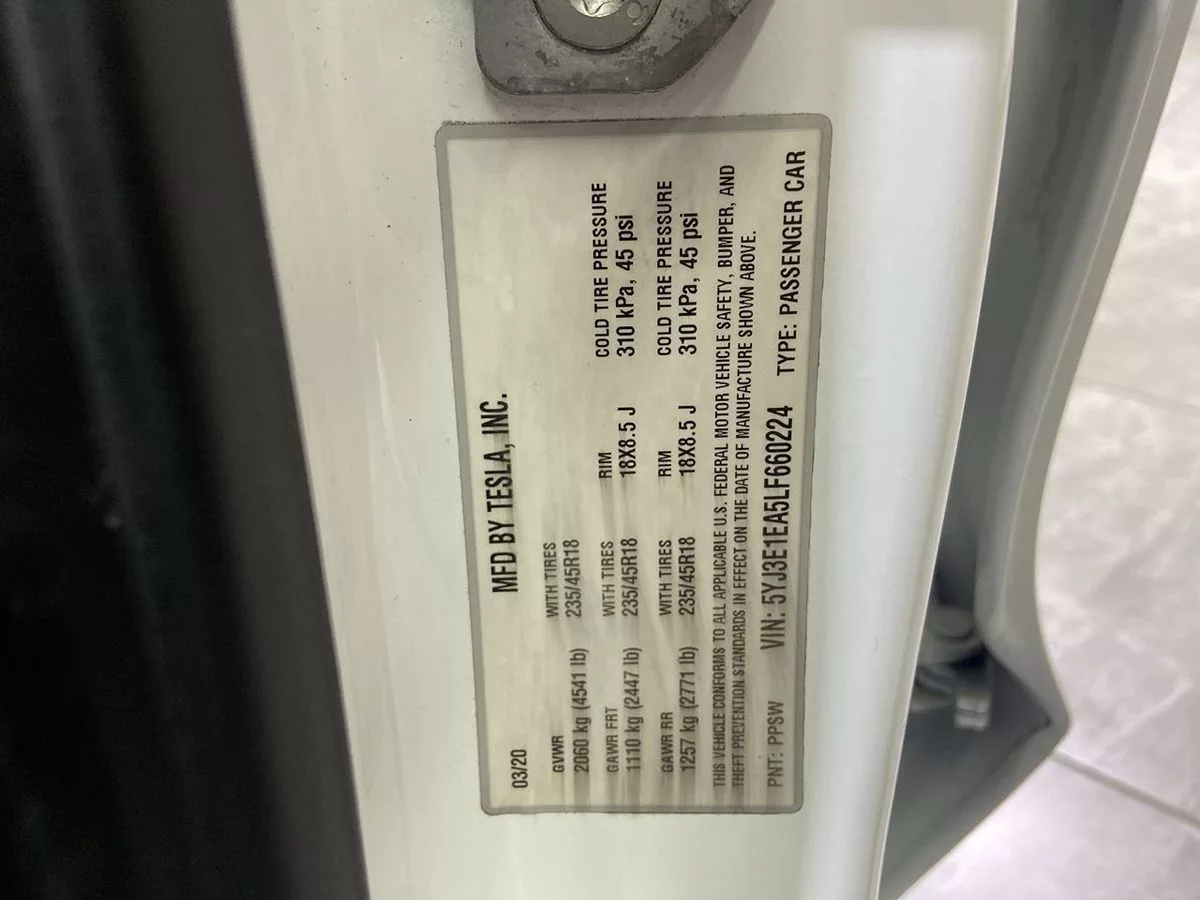 MFD BY TESLA, INC.
03/20
GVWR WITH TIRES
2060 kg (4541 lb) 235/45R18
GAWR FRT WITH TIRES RIM COLD TIRE PRESSURE
1110 kg (2447 lb) 235/45R18 18X8.5 J 310 kPa, 45 psi
GAWR RR WITH TIRES RIM COLD TIRE PRESSURE
1257 kg (2771 lb) 235/45R18 18X8.5 J 310 kPa, 45 psi
THIS VEHICLE CONFORMS TO ALL APPLICABLE U.S. FEDERAL MOTOR VEHICLE SAFETY, BUMPER, AND
THEFT PREVENTION STANDARDS IN EFFECT ON THE DATE OF MANUFACTURE SHOWN ABOVE.
PNT: PPSW VIN: 5YJ3E1EA5LF660224 TYPE: PASSENGER CAR